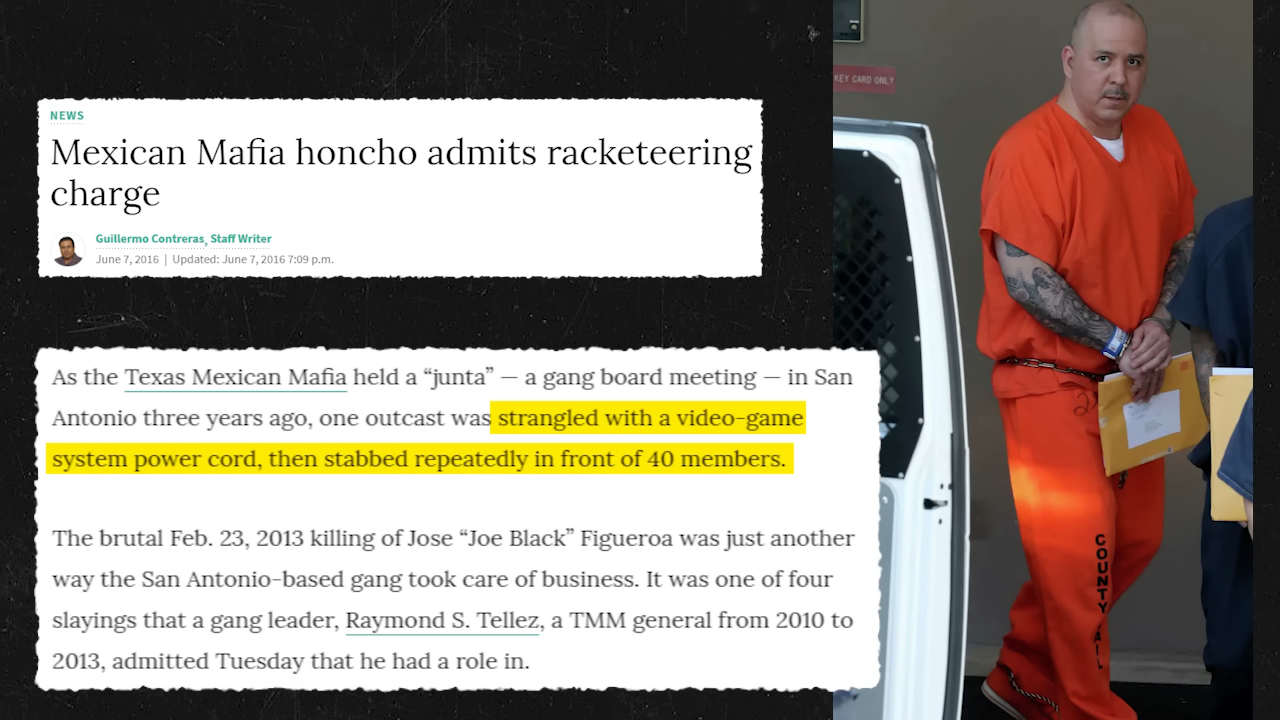 NEWS
Mexican Mafia honcho admits racketeering
charge
Guillermo Contreras, Staff Writer
June 7, 2016 | Updated: June 7, 2016 7:09 p.m.
As the Texas Mexican Mafia held a “junta” — a gang board meeting — in San
Antonio three years ago, one outcast was strangled with a video-game
system power cord, then stabbed repeatedly in front of 40 members.
The brutal Feb. 23, 2013 killing of Jose “Joe Black” Figueroa was just another
way the San Antonio-based gang took care of business. It was one of four
slayings that a gang leader, Raymond S. Tellez, a TMM general from 2010 to
2013, admitted Tuesday that he had a role in.
KEY CARD ONLY
COUNTY JAIL